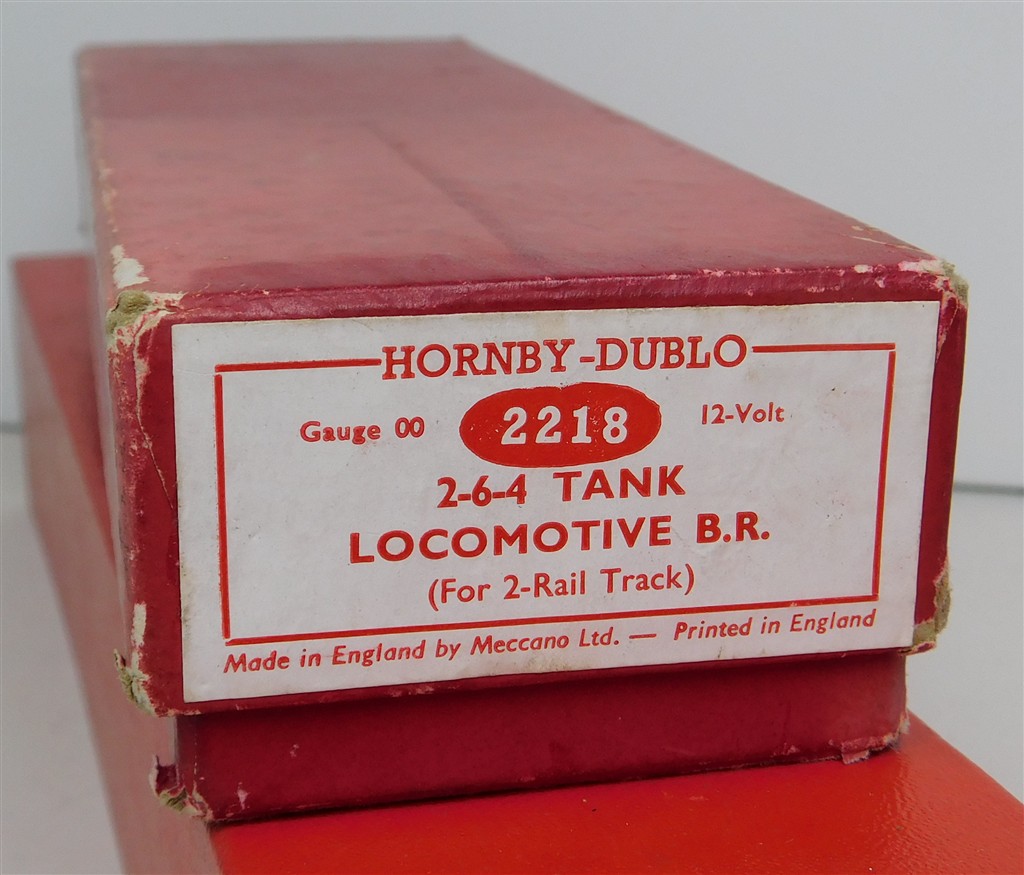 HORNBY-DUBLO
Gauge 00 2218 12-Volt
2-6-4 TANK
LOCOMOTIVE B.R.
(For 2-Rail Track)
Made in England by Meccano Ltd. — Printed in England